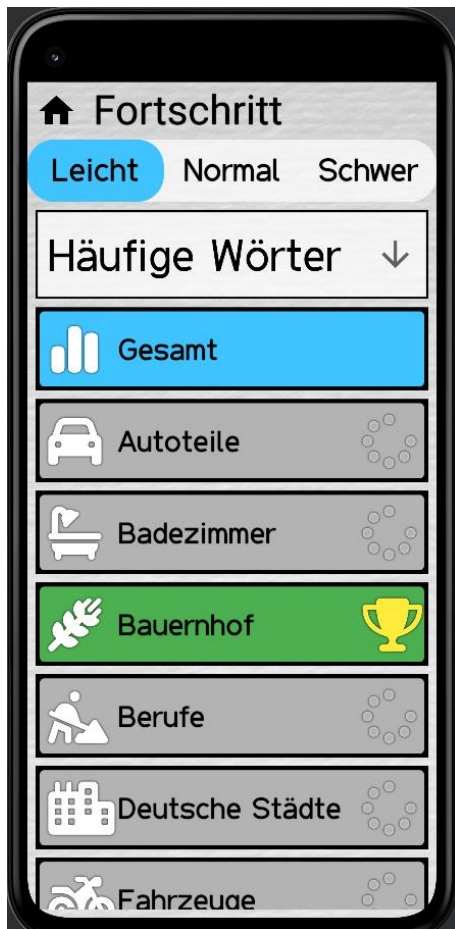 Fortschritt
Leicht Normal Schwer
Häufige Wörter
Gesamt
Autoteile
Badezimmer
Bauernhof
Berufe
Deutsche Städte
Fahrzeuge